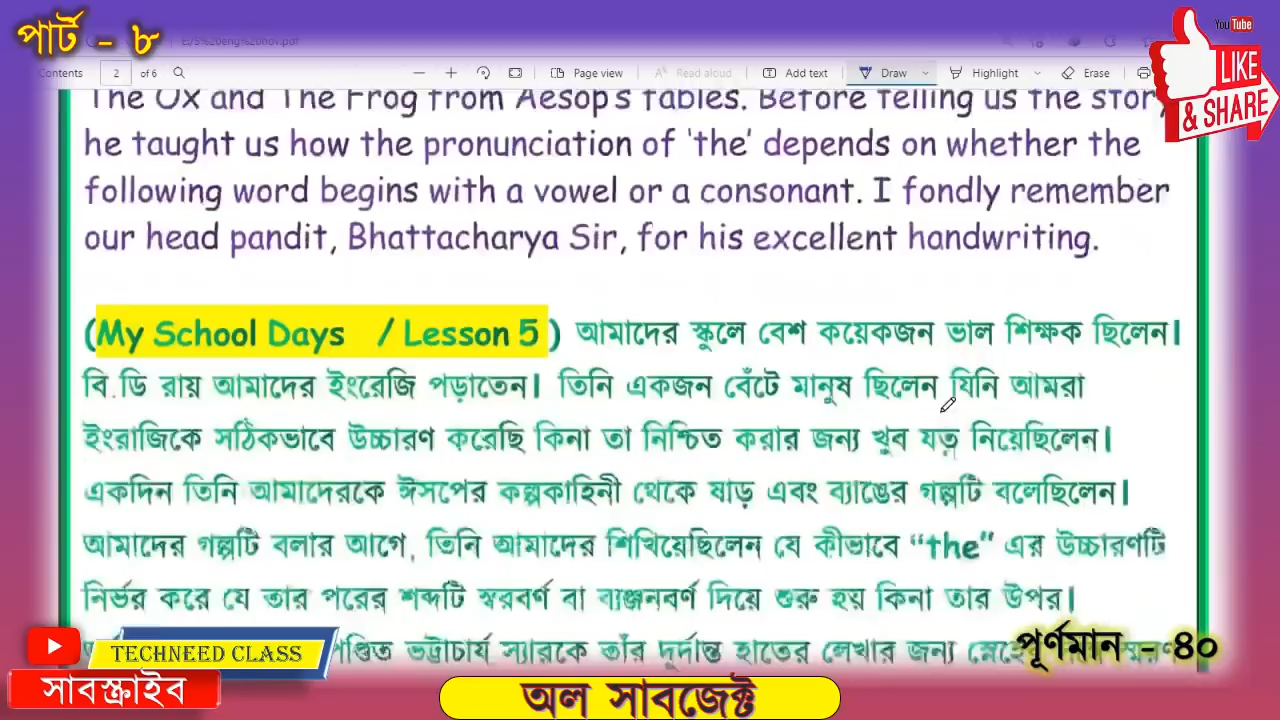 পার্ট - ৮
E:/5%20eng%20no1.pdf
YouTube
LIKE
& SHARE
Contents 2 of 6 Page view Read aloud Add text Draw Highlight Erase
The Ox and The Frog from Aesop's fables. Before telling us the story,
he taught us how the pronunciation of 'the' depends on whether the
following word begins with a vowel or a consonant. I fondly remember
our head pandit, Bhattacharya Sir, for his excellent handwriting.
(My School Days / Lesson 5) আমাদের স্কুলে বেশ কয়েকজন ভাল শিক্ষক ছিলেন।
বি.ডি রায় আমাদের ইংরেজি পড়াতেন। তিনি একজন বেঁটে মানুষ ছিলেন যিনি আমরা
ইংরাজিকে সঠিকভাবে উচ্চারণ করেছি কিনা তা নিশ্চিত করার জন্য খুব যত্ন নিয়েছিলেন।
একদিন তিনি আমাদেরকে ঈসপের কল্পকাহিনী থেকে ষাড় এবং ব্যাঙের গল্পটি বলেছিলেন।
আমাদের গল্পটি বলার আগে, তিনি আমাদের শিখিয়েছিলেন যে কীভাবে "the" এর উচ্চারণটি
নির্ভর করে যে তার পরের শব্দটি স্বরবর্ণ বা ব্যঞ্জনবর্ণ দিয়ে শুরু হয় কিনা তার উপর।
ভট্টাচার্য স্যারকে তাঁর দুর্দান্ত হাতের লেখার জন্য
পূর্ণমান - ৪০
TECHNEED CLASS
সাবস্ক্রাইব
অল সাবজেক্ট